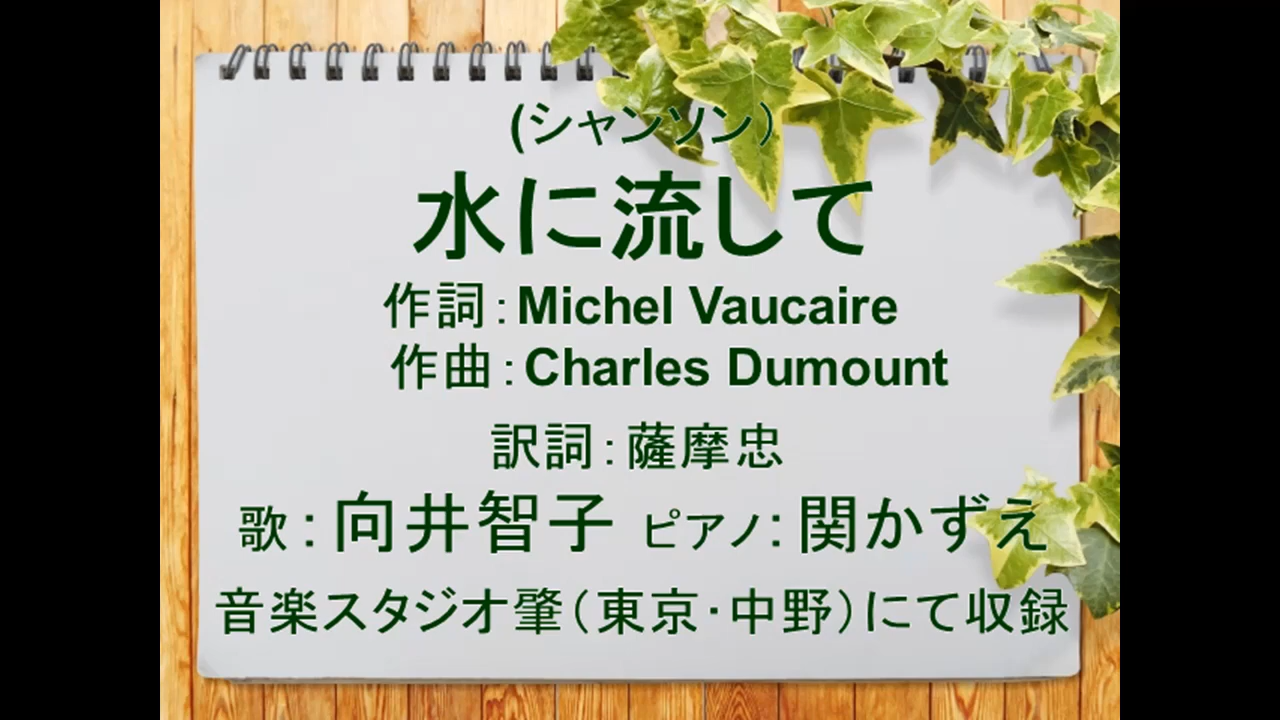 (シャンソン)
水に流して
作詞:Michel Vaucaire
作曲:Charles Dumount
訳詞:薩摩忠
歌:向井智子 ピアノ:関かずえ
音楽スタジオ肇(東京・中野)にて収録